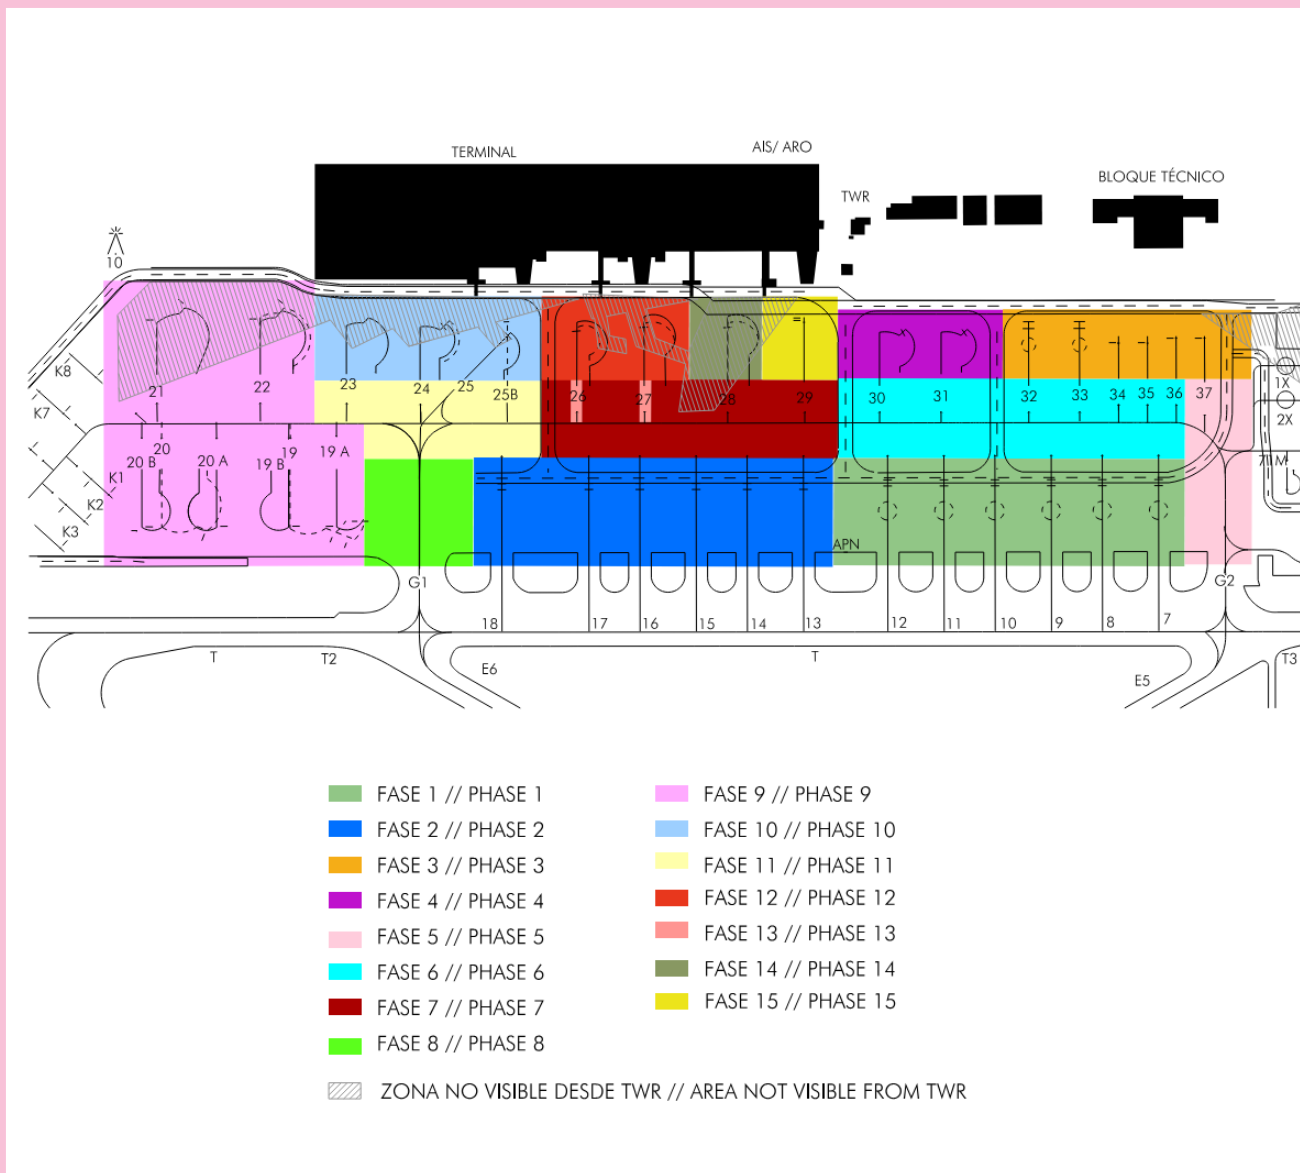 TERMINAL
AIS/ ARO
TWR
BLOQUE TÉCNICO
10
K8
K7
K1
K2
K3
21
22
23
24
25
25B
26
27
28
29
30
31
32
33
34
35
36
37
1X
2X
20
20 B
20 A
19
19 B
19 A
71 M
APN
G1
G2
18
17
16
15
14
13
12
11
10
9
8
7
T
T2
E6
T
E5
T3
FASE 1 // PHASE 1
FASE 2 // PHASE 2
FASE 3 // PHASE 3
FASE 4 // PHASE 4
FASE 5 // PHASE 5
FASE 6 // PHASE 6
FASE 7 // PHASE 7
FASE 8 // PHASE 8
FASE 9 // PHASE 9
FASE 10 // PHASE 10
FASE 11 // PHASE 11
FASE 12 // PHASE 12
FASE 13 // PHASE 13
FASE 14 // PHASE 14
FASE 15 // PHASE 15
ZONA NO VISIBLE DESDE TWR // AREA NOT VISIBLE FROM TWR